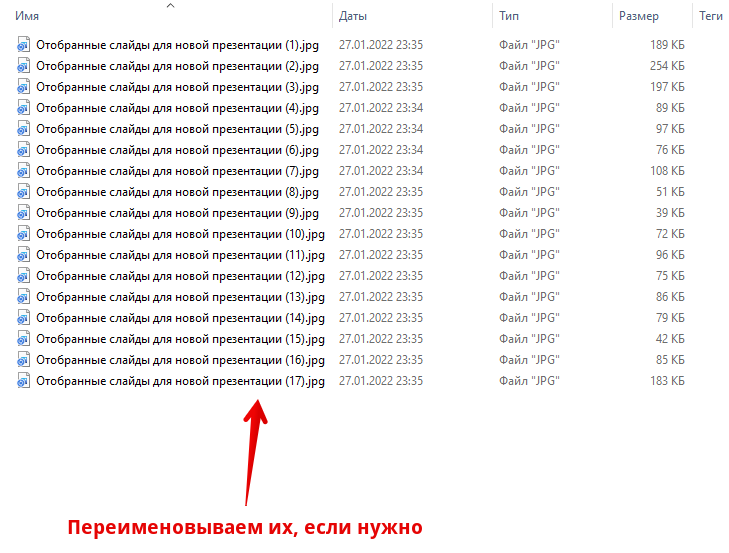 Имя Даты Тип Размер Теги
Отобранные слайды для новой презентации (1).jpg 27.01.2022 23:35 Файл "JPG" 189 КБ
Отобранные слайды для новой презентации (2).jpg 27.01.2022 23:35 Файл "JPG" 254 КБ
Отобранные слайды для новой презентации (3).jpg 27.01.2022 23:35 Файл "JPG" 197 КБ
Отобранные слайды для новой презентации (4).jpg 27.01.2022 23:34 Файл "JPG" 89 КБ
Отобранные слайды для новой презентации (5).jpg 27.01.2022 23:34 Файл "JPG" 97 КБ
Отобранные слайды для новой презентации (6).jpg 27.01.2022 23:34 Файл "JPG" 76 КБ
Отобранные слайды для новой презентации (7).jpg 27.01.2022 23:34 Файл "JPG" 108 КБ
Отобранные слайды для новой презентации (8).jpg 27.01.2022 23:35 Файл "JPG" 51 КБ
Отобранные слайды для новой презентации (9).jpg 27.01.2022 23:35 Файл "JPG" 39 КБ
Отобранные слайды для новой презентации (10).jpg 27.01.2022 23:35 Файл "JPG" 72 КБ
Отобранные слайды для новой презентации (11).jpg 27.01.2022 23:35 Файл "JPG" 96 КБ
Отобранные слайды для новой презентации (12).jpg 27.01.2022 23:35 Файл "JPG" 75 КБ
Отобранные слайды для новой презентации (13).jpg 27.01.2022 23:35 Файл "JPG" 86 КБ
Отобранные слайды для новой презентации (14).jpg 27.01.2022 23:35 Файл "JPG" 79 КБ
Отобранные слайды для новой презентации (15).jpg 27.01.2022 23:35 Файл "JPG" 42 КБ
Отобранные слайды для новой презентации (16).jpg 27.01.2022 23:35 Файл "JPG" 85 КБ
Отобранные слайды для новой презентации (17).jpg 27.01.2022 23:35 Файл "JPG" 183 КБ
Переименовываем их, если нужно